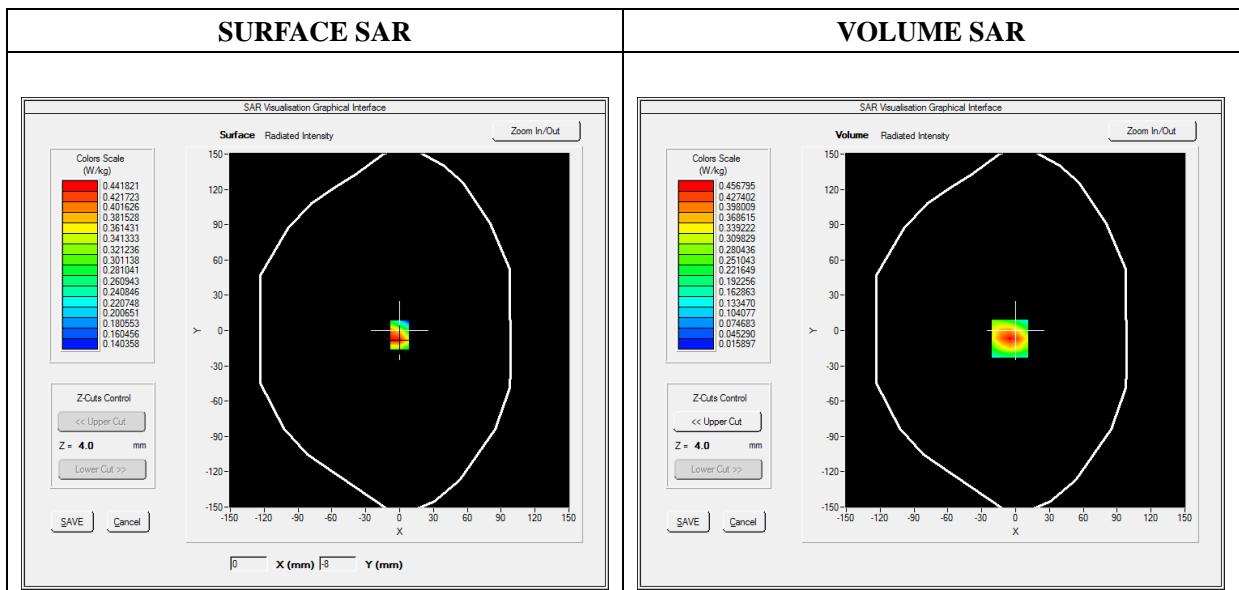 SURFACE SAR
VOLUME SAR
SAR Visualisation Graphical Interface
Surface Radiated Intensity
Zoom In/Out
Colors Scale
(W/kg)
0.441821
0.421723
0.401626
0.381528
0.361431
0.341333
0.321236
0.301138
0.281041
0.260943
0.240846
0.220748
0.200651
0.180553
0.160456
0.140358
Z-Cuts Control
<< Upper Cut
Z = 4.0 mm
Lower Cut >>
SAVE Cancel
150
120
90
60
30
0
-30
-60
-90
-120
-150
Y
-150 -120 -90 -60 -30 0 30 60 90 120 150
X
0 X (mm) -8 Y (mm)
SAR Visualisation Graphical Interface
Volume Radiated Intensity
Zoom In/Out
Colors Scale
(W/kg)
0.456795
0.427402
0.398009
0.368615
0.339222
0.309829
0.280436
0.251043
0.221649
0.192256
0.162863
0.133470
0.104077
0.074683
0.045290
0.015897
Z-Cuts Control
<< Upper Cut
Z = 4.0 mm
Lower Cut >>
SAVE Cancel
150
120
90
60
30
0
-30
-60
-90
-120
-150
Y
-150 -120 -90 -60 -30 0 30 60 90 120 150
X